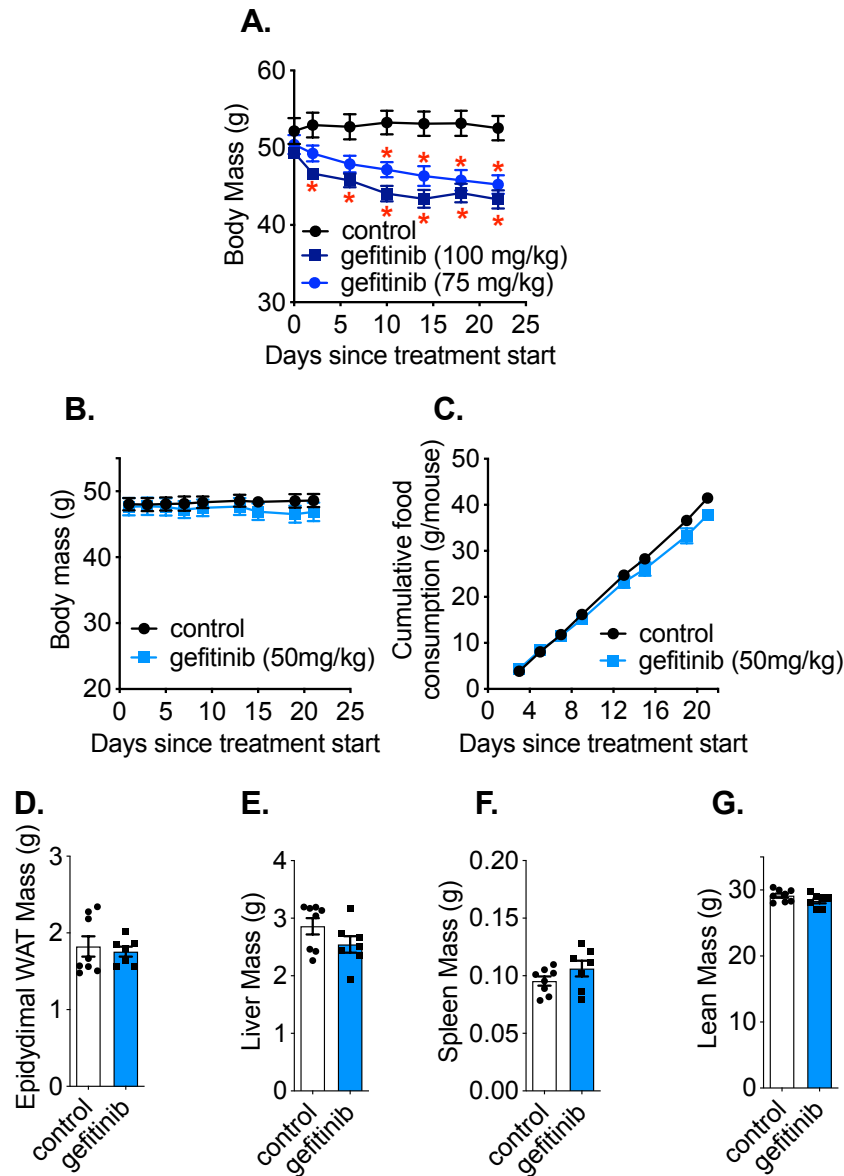 A.
Body Mass (g)
60
50
40
30
* * * *
* * * * * *
control
gefitinib (100 mg/kg)
gefitinib (75 mg/kg)
0 5 10 15 20 25
Days since treatment start
B.
Body mass (g)
60
50
40
30
20
control
gefitinib (50mg/kg)
0 5 10 15 20 25
Days since treatment start
C.
Cumulative food
consumption (g/mouse)
50
40
30
20
10
0
control
gefitinib (50mg/kg)
0 4 8 12 16 20
Days since treatment start
D.
Epidydimal WAT Mass (g)
3
2
1
0
control
gefitinib
E.
Liver Mass (g)
4
3
2
1
0
control
gefitinib
F.
Spleen Mass (g)
0.20
0.15
0.10
0.05
0.00
control
gefitinib
G.
Lean Mass (g)
30
20
10
0
control
gefitinib